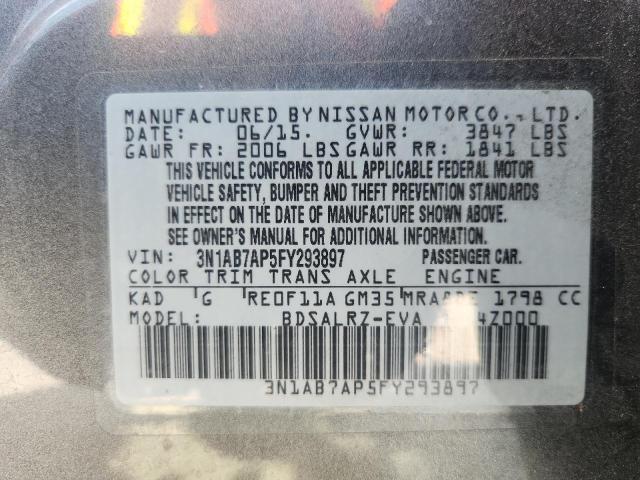 MANUFACTURED BY NISSAN MOTOR CO., LTD.
DATE: 06/15. GVWR: 3847 LBS
GAWR FR: 2006 LBS GAWR RR: 1841 LBS
THIS VEHICLE CONFORMS TO ALL APPLICABLE FEDERAL MOTOR
VEHICLE SAFETY, BUMPER AND THEFT PREVENTION STANDARDS
IN EFFECT ON THE DATE OF MANUFACTURE SHOWN ABOVE.
SEE OWNER'S MANUAL FOR ADDITIONAL INFORMATION.
VIN: 3N1AB7AP5FY293897 PASSENGER CAR.
COLOR TRIM TRANS AXLE ENGINE
KAD G RE0F11A GM35 1798 CC
MODEL: BDSALRZ-EVA 4Z000
3N1AB7AP5FY293897